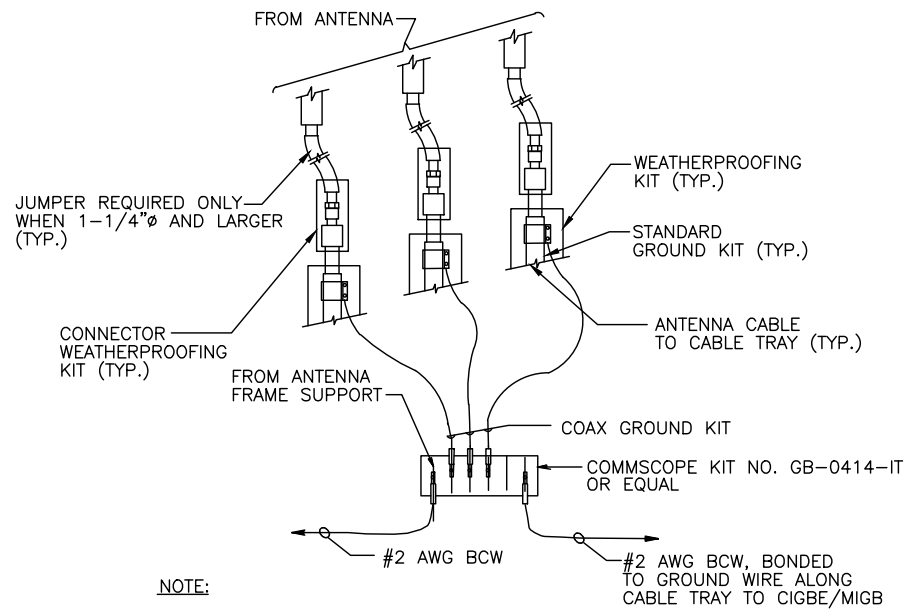 FROM ANTENNA
JUMPER REQUIRED ONLY
WHEN 1-1/4"ø AND LARGER
(TYP.)
WEATHERPROOFING
KIT (TYP.)
STANDARD
GROUND KIT (TYP.)
CONNECTOR
WEATHERPROOFING
KIT (TYP.)
ANTENNA CABLE
TO CABLE TRAY (TYP.)
FROM ANTENNA
FRAME SUPPORT
COAX GROUND KIT
COMMSCOPE KIT NO. GB-0414-IT
OR EQUAL
#2 AWG BCW
#2 AWG BCW, BONDED
TO GROUND WIRE ALONG
CABLE TRAY TO CIGBE/MIGB
NOTE: